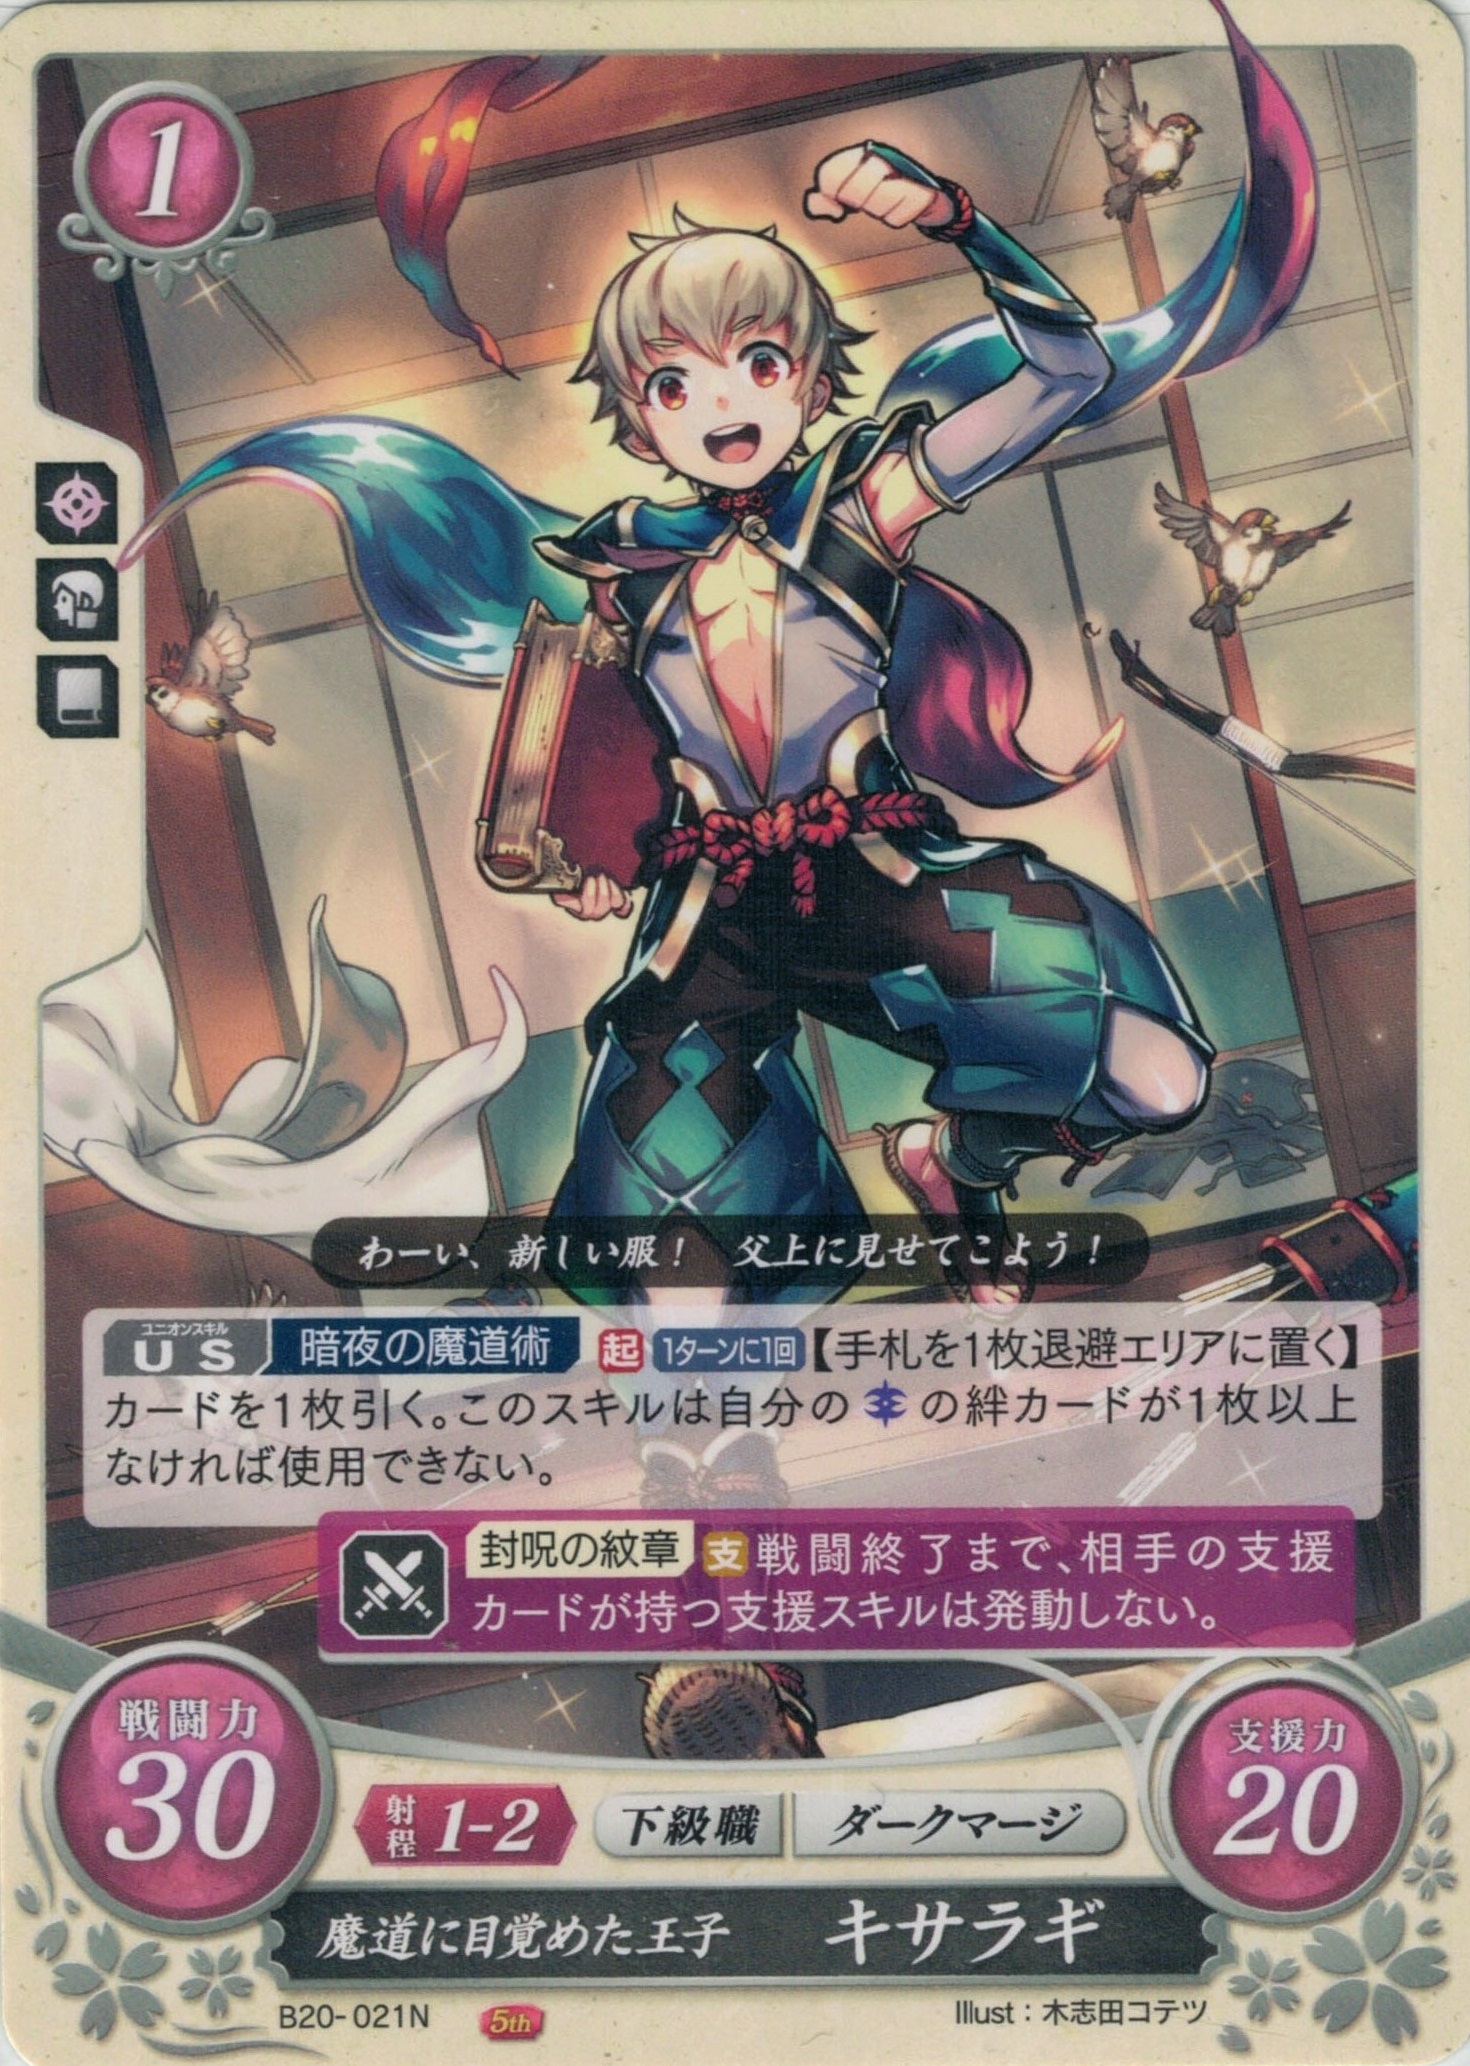 1
わーい、新しい服！　父上に見せてこよう！
ユニオンスキル
US 暗夜の魔道術 起 1ターンに1回【手札を1枚退避エリアに置く】
カードを1枚引く。このスキルは自分の の絆カードが1枚以上
なければ使用できない。
封呪の紋章 支 戦闘終了まで、相手の支援
カードが持つ支援スキルは発動しない。
戦闘力
30
射程 1-2 下級職 ダークマージ
支援力
20
魔道に目覚めた王子 キサラギ
B20-021N 5th Illust：木志田コテツ